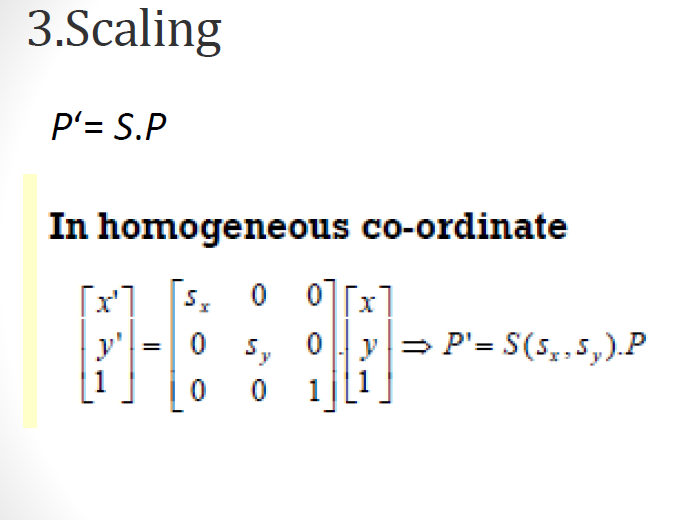 3.Scaling
P‘= S.P
In homogeneous co-ordinate
[x'] [s_x 0 0] [x]
[y'] = [0 s_y 0] . [y] ⇒ P'= S(s_x,s_y).P
[1] [0 0 1] [1]